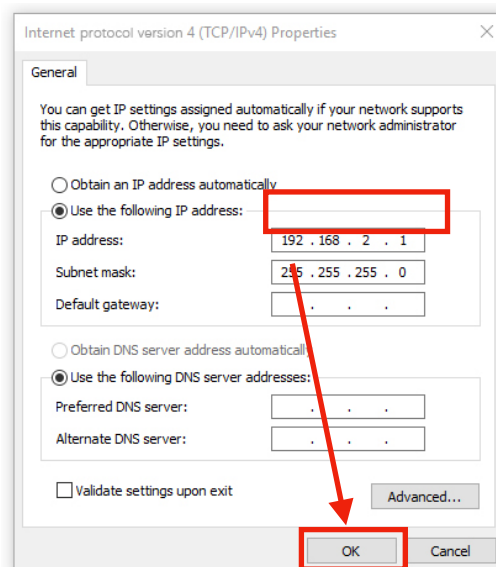 Internet protocol version 4 (TCP/IPv4) Properties
General
You can get IP settings assigned automatically if your network supports
this capability. Otherwise, you need to ask your network administrator
for the appropriate IP settings.
Obtain an IP address automatically
Use the following IP address:
IP address: 192 . 168 . 2 . 1
Subnet mask: 255 . 255 . 255 . 0
Default gateway: . . .
Obtain DNS server address automatically
Use the following DNS server addresses:
Preferred DNS server: . . .
Alternate DNS server: . . .
Validate settings upon exit
Advanced...
OK Cancel